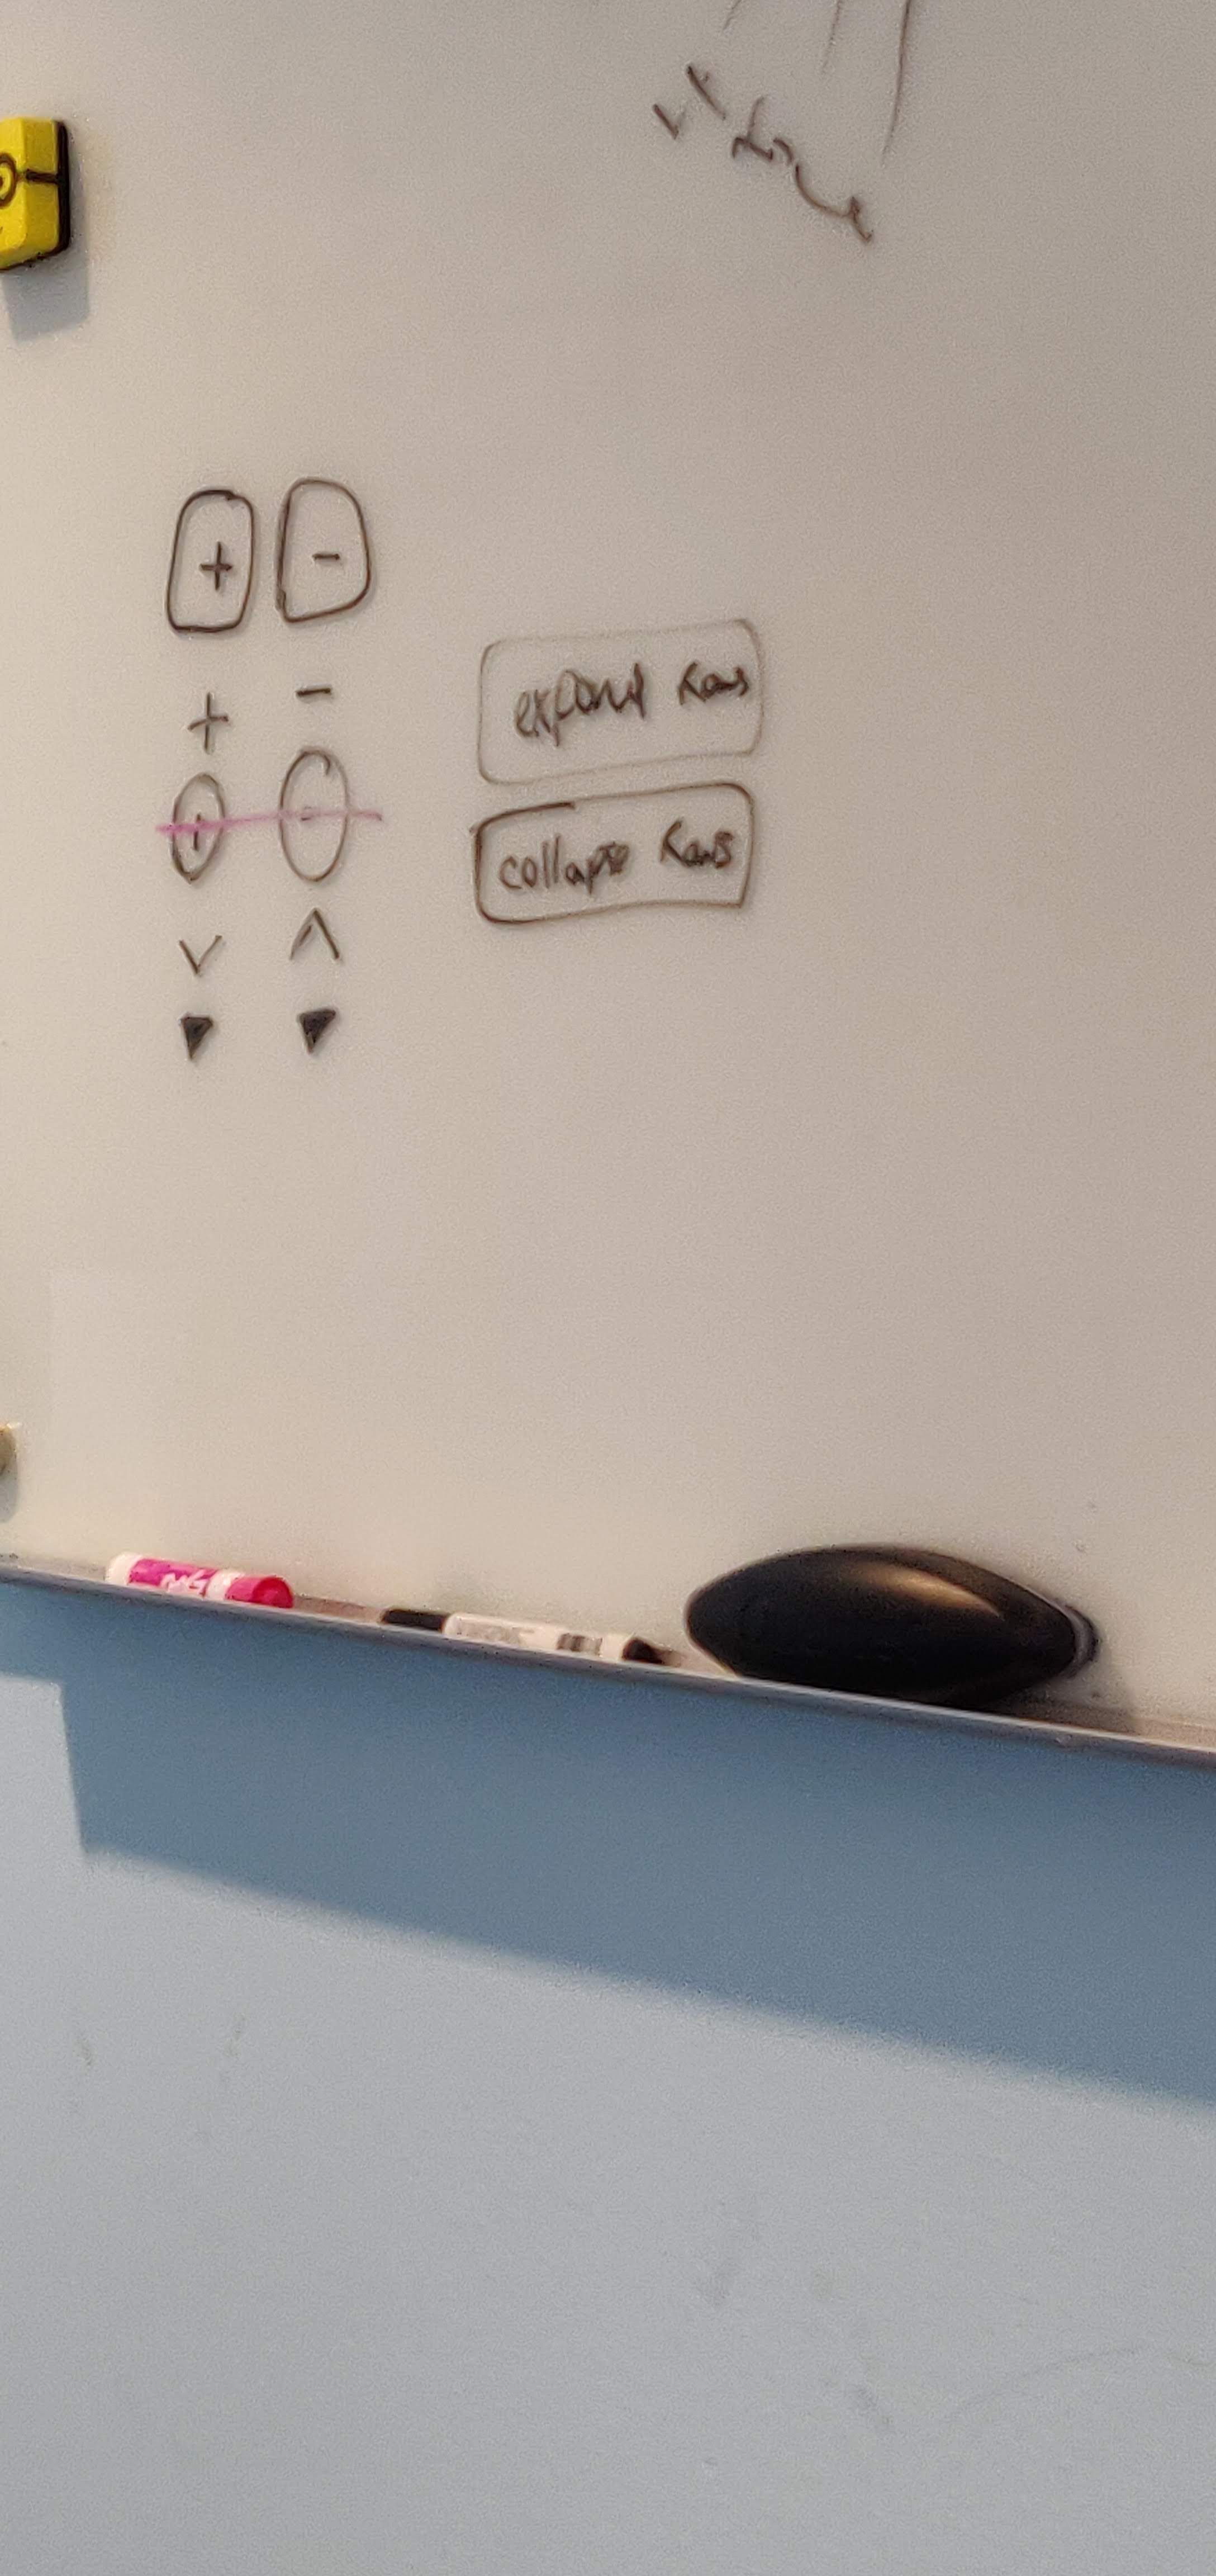 + -
+ -
expand rows
+ -
collapse rows